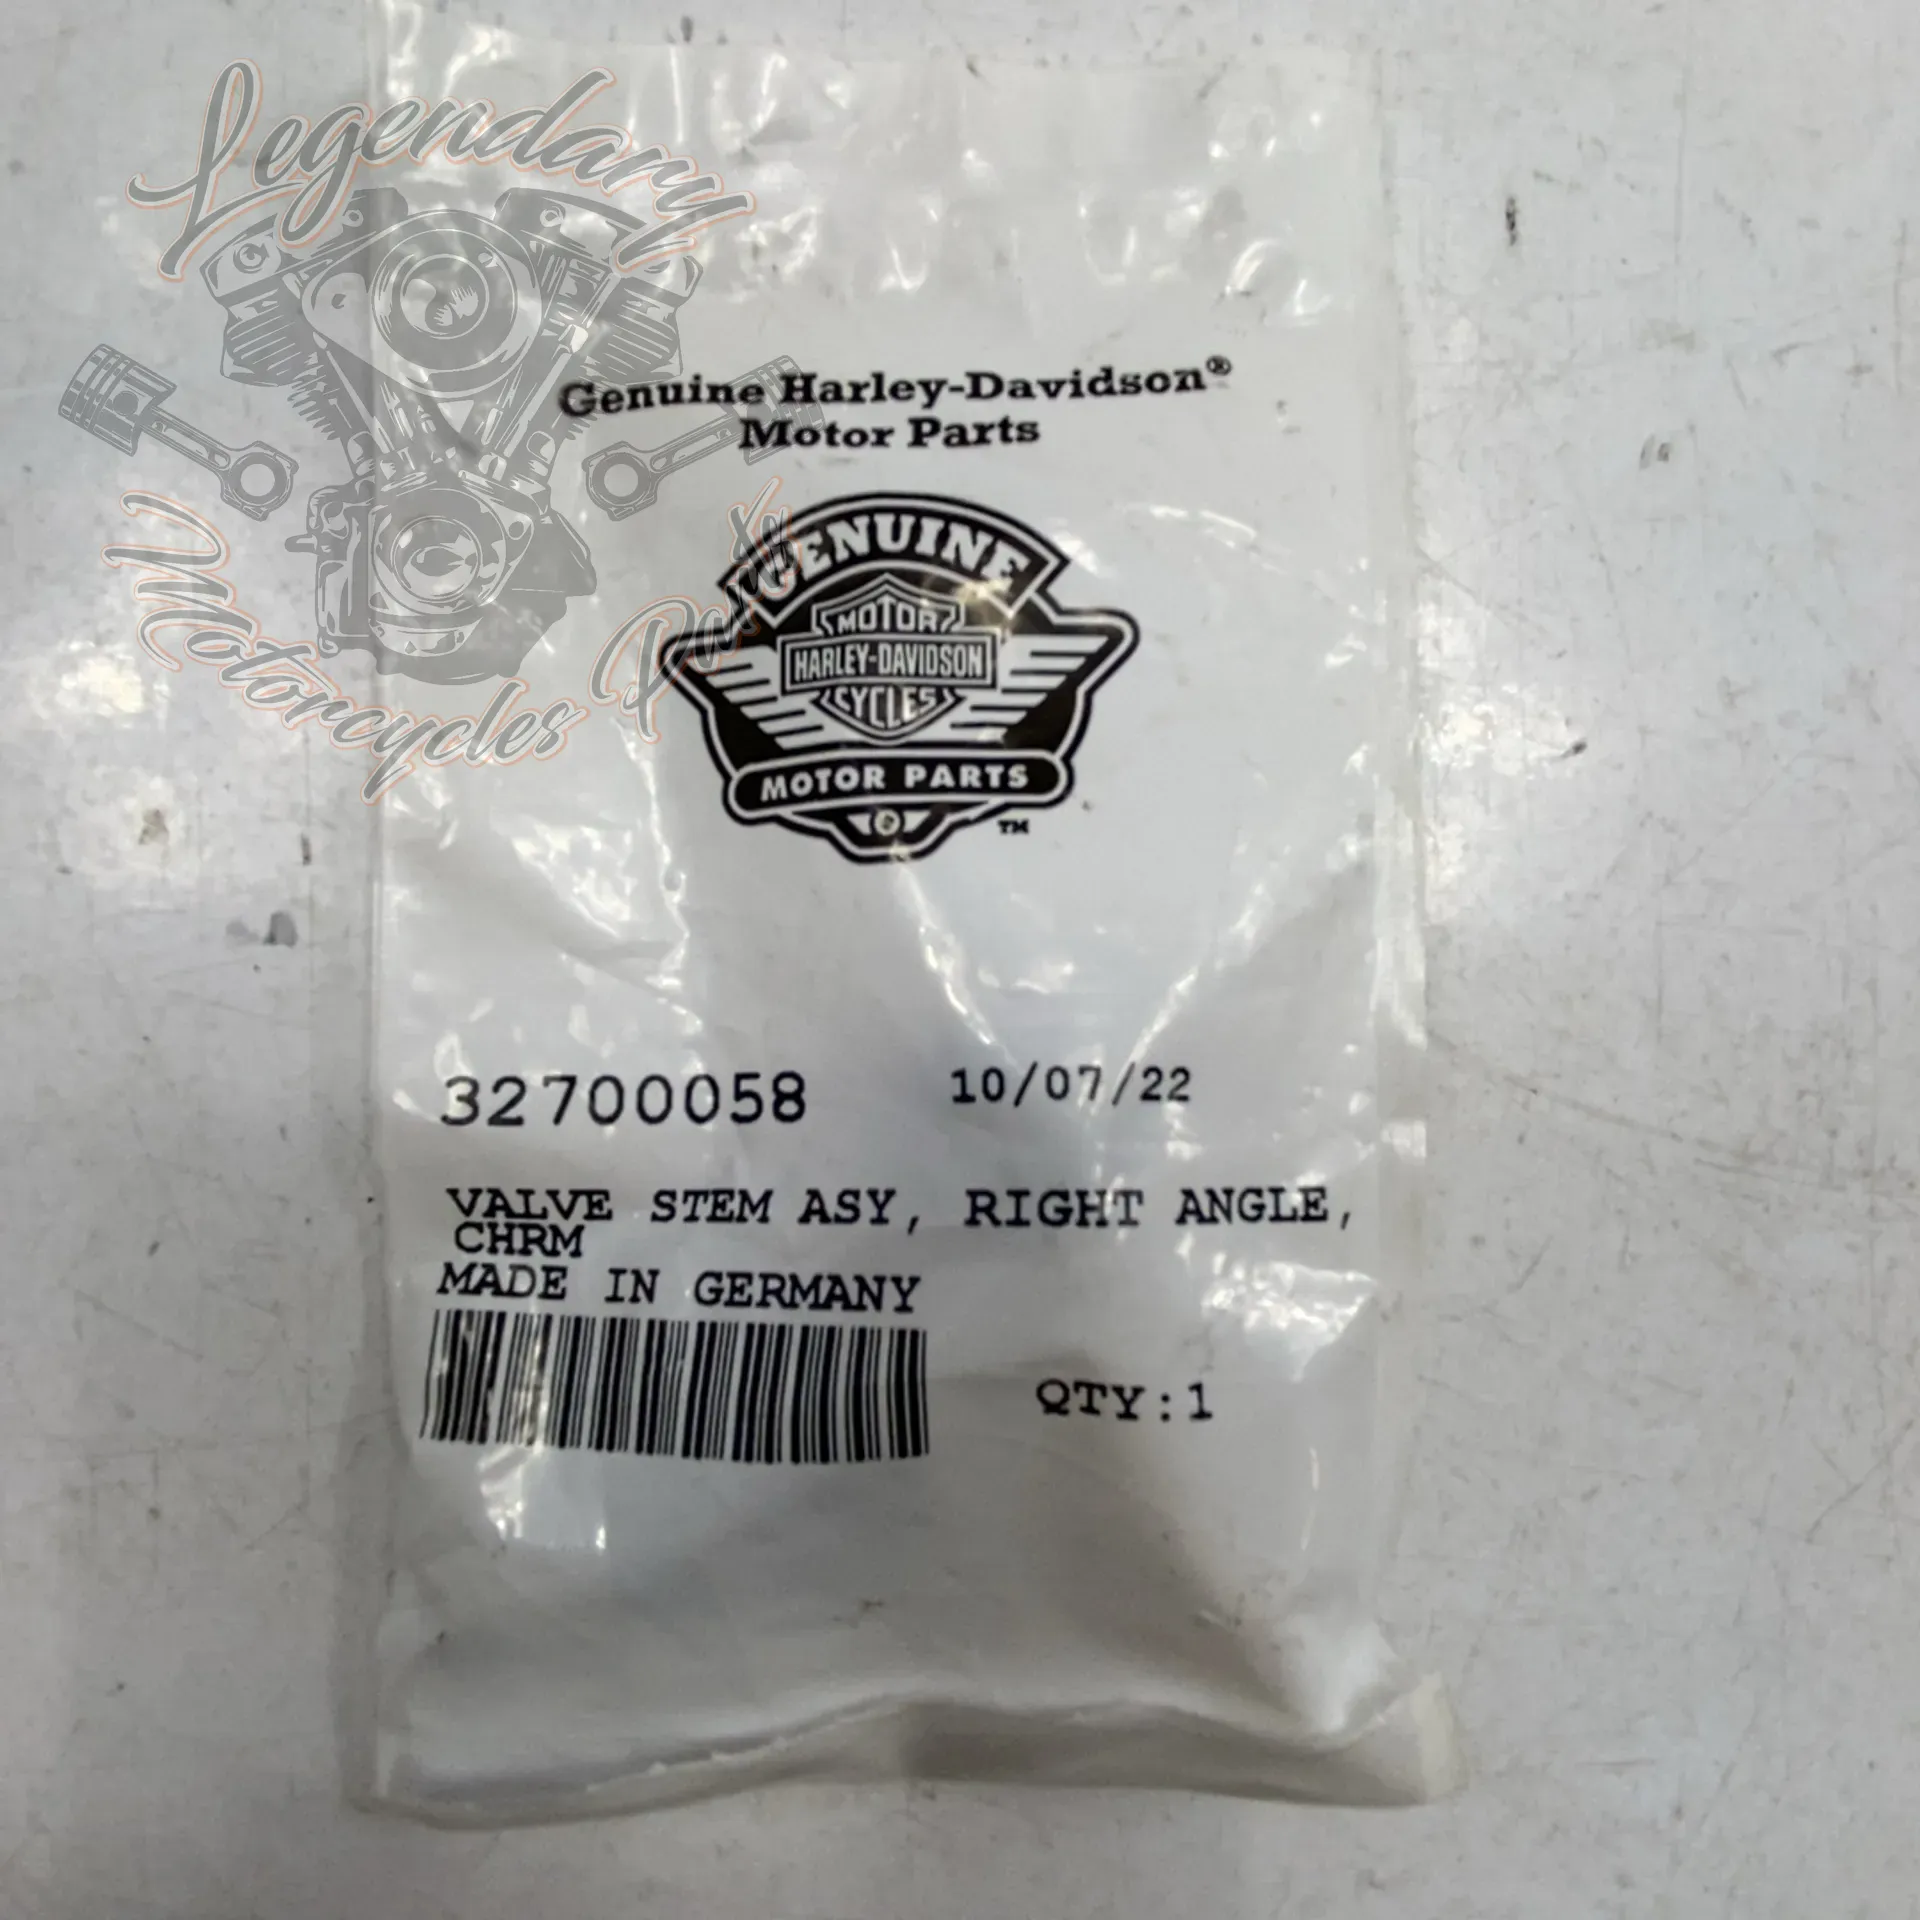 Legendary
Motorcycles Parts
Genuine Harley-Davidson®
Motor Parts
GENUINE
MOTOR
HARLEY-DAVIDSON
CYCLES
MOTOR PARTS
TM
32700058 10/07/22
VALVE STEM ASY, RIGHT ANGLE,
CHRM
MADE IN GERMANY
QTY:1